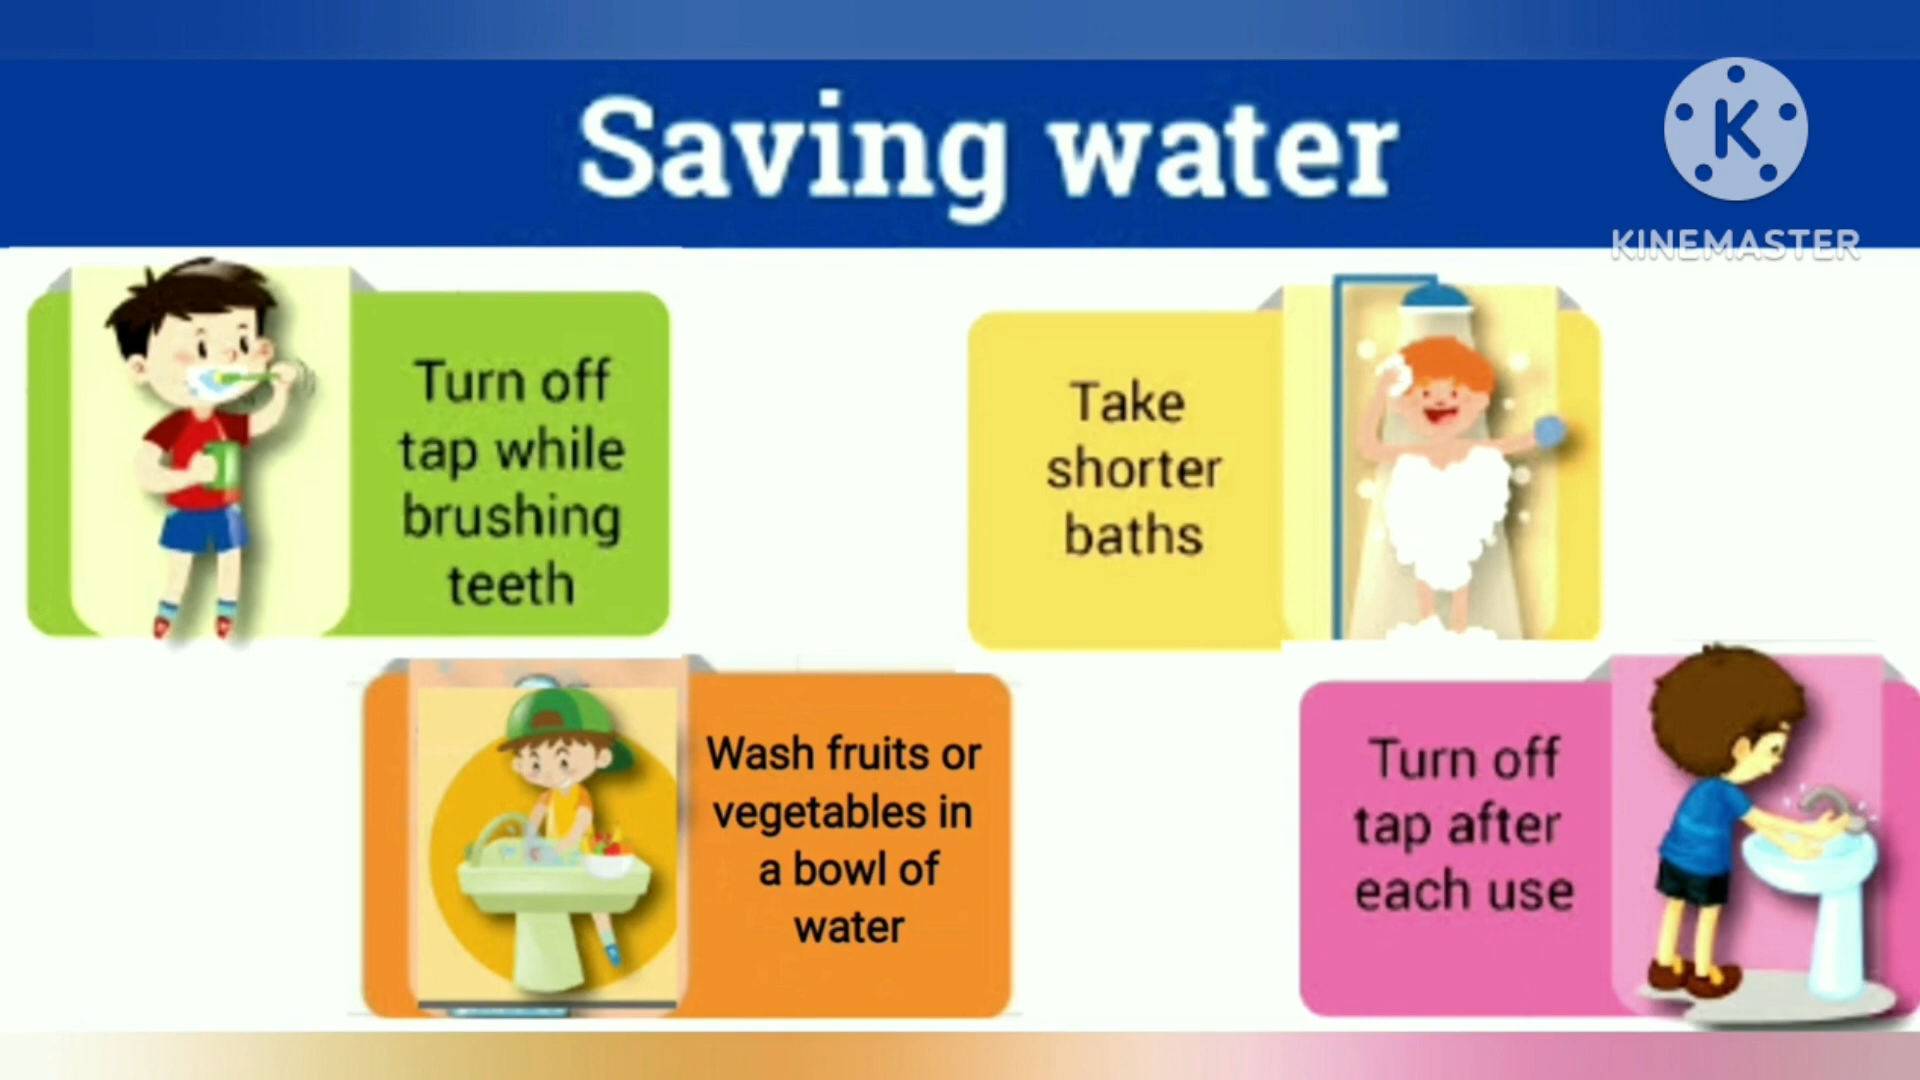 Saving water
K
KINEMASTER
Turn off
tap while
brushing
teeth
Take
shorter
baths
Wash fruits or
vegetables in
a bowl of
water
Turn off
tap after
each use